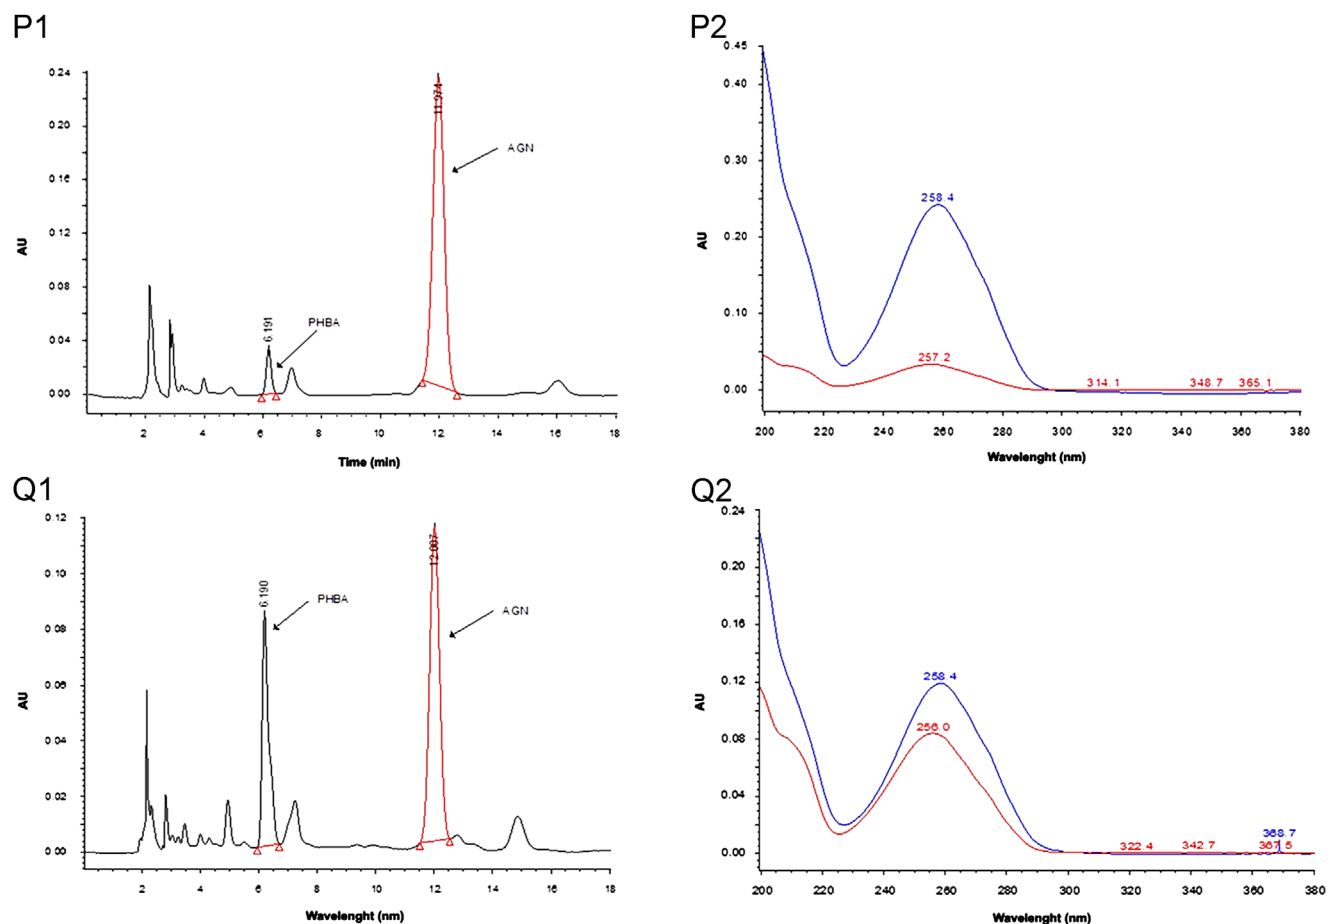 P1
0.24
0.20
0.16
0.12
0.08
0.04
0.00
AU
11.974
AGN
6.191
PHBA
2 4 6 8 10 12 14 16 18
Time (min)
P2
0.45
0.40
0.30
0.20
0.10
0.00
AU
258.4
257.2
314.1 348.7 365.1
200 220 240 260 280 300 320 340 360 380
Wavelenght (nm)
Q1
0.12
0.10
0.08
0.06
0.04
0.02
0.00
AU
6.190
PHBA
12.007
AGN
2 4 6 8 10 12 14 16 18
Wavelenght (nm)
Q2
0.24
0.20
0.16
0.12
0.08
0.04
0.00
AU
258.4
256.0
368.7
322.4 342.7 367.5
200 220 240 260 280 300 320 340 360 380
Wavelenght (nm)